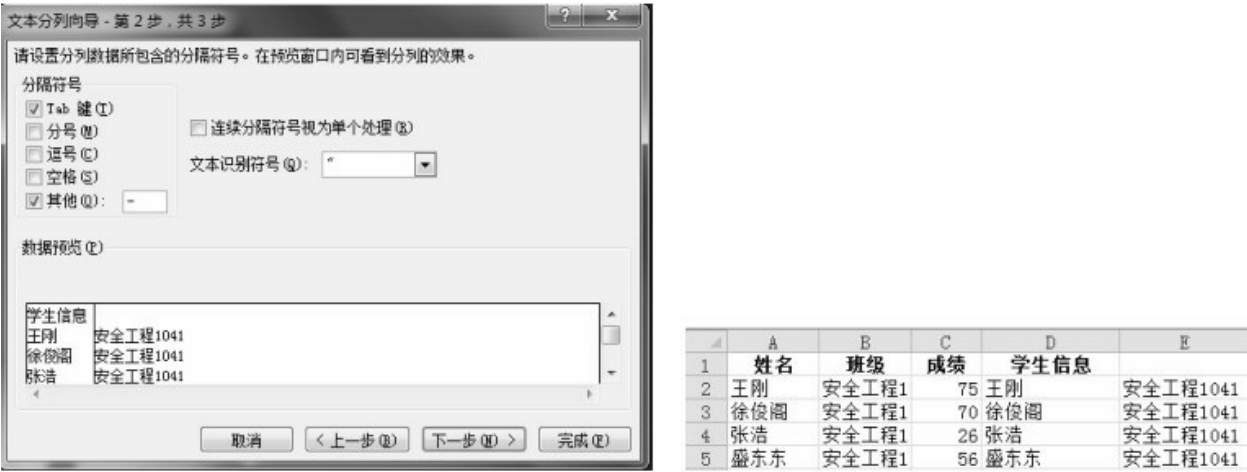 文本分列向导 - 第 2 步，共 3 步
请设置分列数据所包含的分隔符号。在预览窗口内可看到分列的效果。
分隔符号
Tab 键(T)
分号(M)
逗号(C)
空格(S)
其他(O): -
连续分隔符号视为单个处理(R)
文本识别符号(Q): "
数据预览(P)
学生信息
王刚 安全工程1041
徐俊阁 安全工程1041
张浩 安全工程1041
取消 < 上一步(B) 下一步(N) > 完成(F)
A B C D E
1 姓名 班级 成绩 学生信息
2 王刚 安全工程1 75 王刚 安全工程1041
3 徐俊阁 安全工程1 70 徐俊阁 安全工程1041
4 张浩 安全工程1 26 张浩 安全工程1041
5 盛东东 安全工程1 56 盛东东 安全工程1041